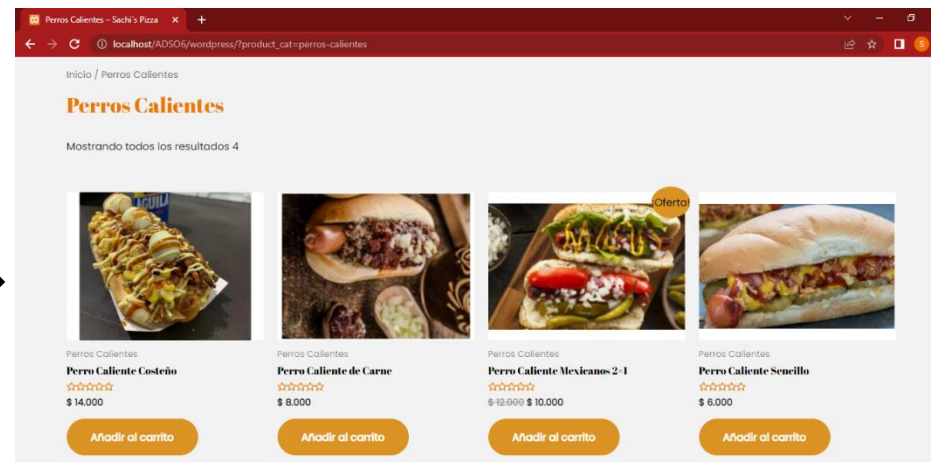 Perros Calientes – Sachi's Pizza
localhost/ADSO6/wordpress/?product_cat=perros-calientes
S
Inicio / Perros Calientes
Perros Calientes
Mostrando todos los resultados 4
AGUILA
¡Oferta!
Perros Calientes
Perro Caliente Costeño
$ 14.000
Añadir al carrito
Perros Calientes
Perro Caliente de Carne
$ 8.000
Añadir al carrito
Perros Calientes
Perro Caliente Mexicanos 2×1
$ 12.000 $ 10.000
Añadir al carrito
Perros Calientes
Perro Caliente Sencillo
$ 6.000
Añadir al carrito